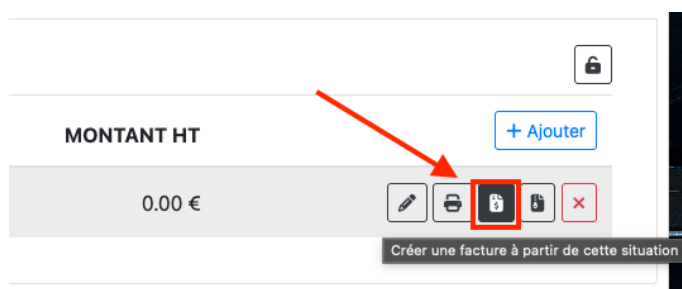 MONTANT HT
+ Ajouter
0.00 €
Créer une facture à partir de cette situation